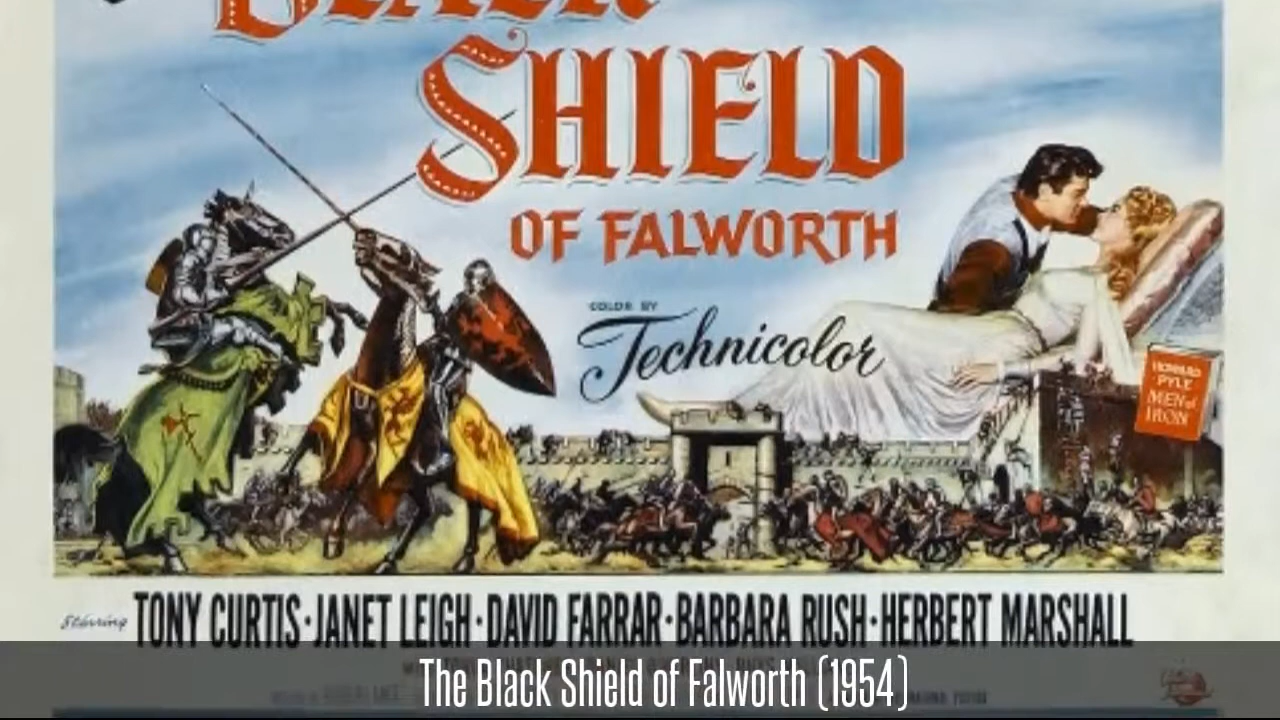 BLACK
SHIELD
OF FALWORTH
COLOR BY
Technicolor
HOWARD
PYLE
MEN of
IRON
Starring TONY CURTIS · JANET LEIGH · DAVID FARRAR · BARBARA RUSH · HERBERT MARSHALL
The Black Shield of Falworth (1954)